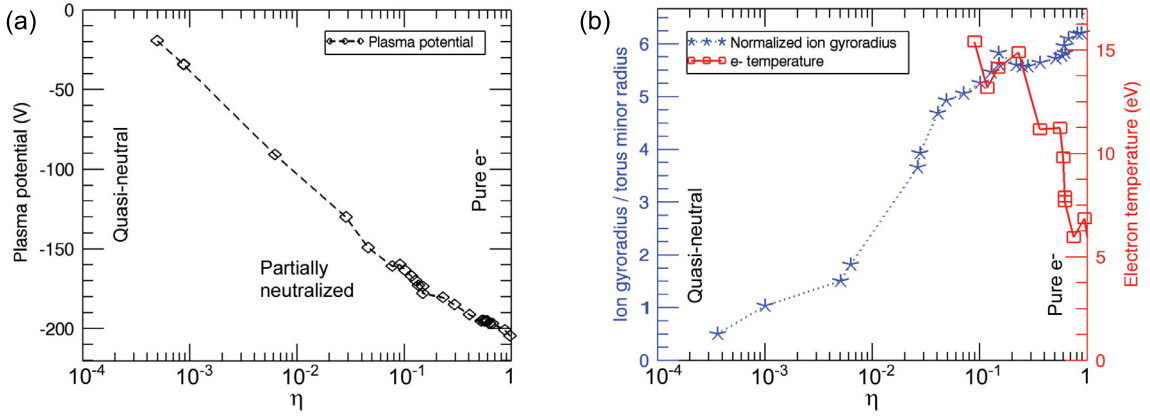 (a)
0
-50
-100
-150
-200
Plasma potential (V)
Plasma potential
Quasi-neutral
Partially
neutralized
Pure e-
10-4
10-3
10-2
10-1
1
η
(b)
6
5
4
3
2
1
0
Ion gyroradius / torus minor radius
Normalized ion gyroradius
e- temperature
Quasi-neutral
Pure e-
15
10
5
0
Electron temperature (eV)
10-4
10-3
10-2
10-1
1
η